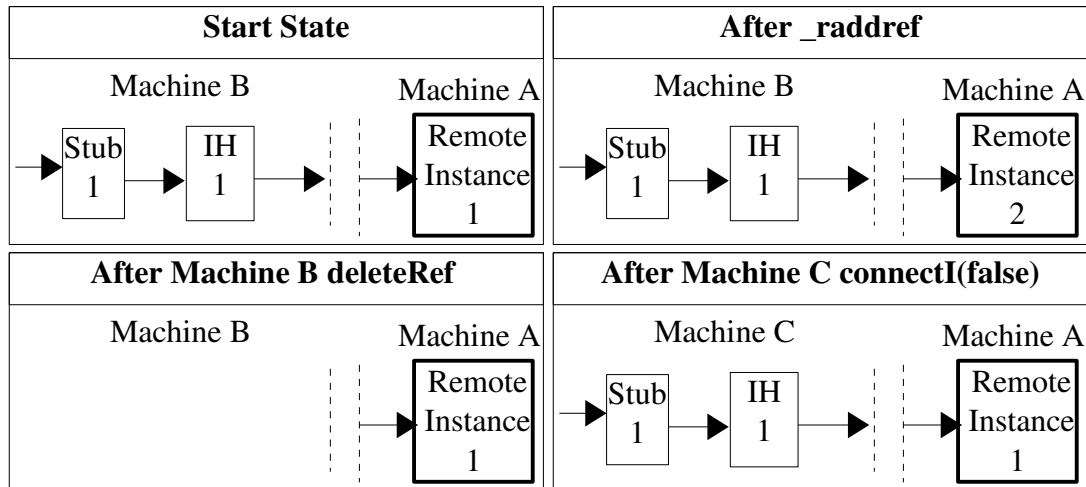 Start State
Machine B
Machine A
Stub
1
IH
1
Remote
Instance
1
After _raddref
Machine B
Machine A
Stub
1
IH
1
Remote
Instance
2
After Machine B deleteRef
Machine B
Machine A
Remote
Instance
1
After Machine C connectI(false)
Machine C
Machine A
Stub
1
IH
1
Remote
Instance
1